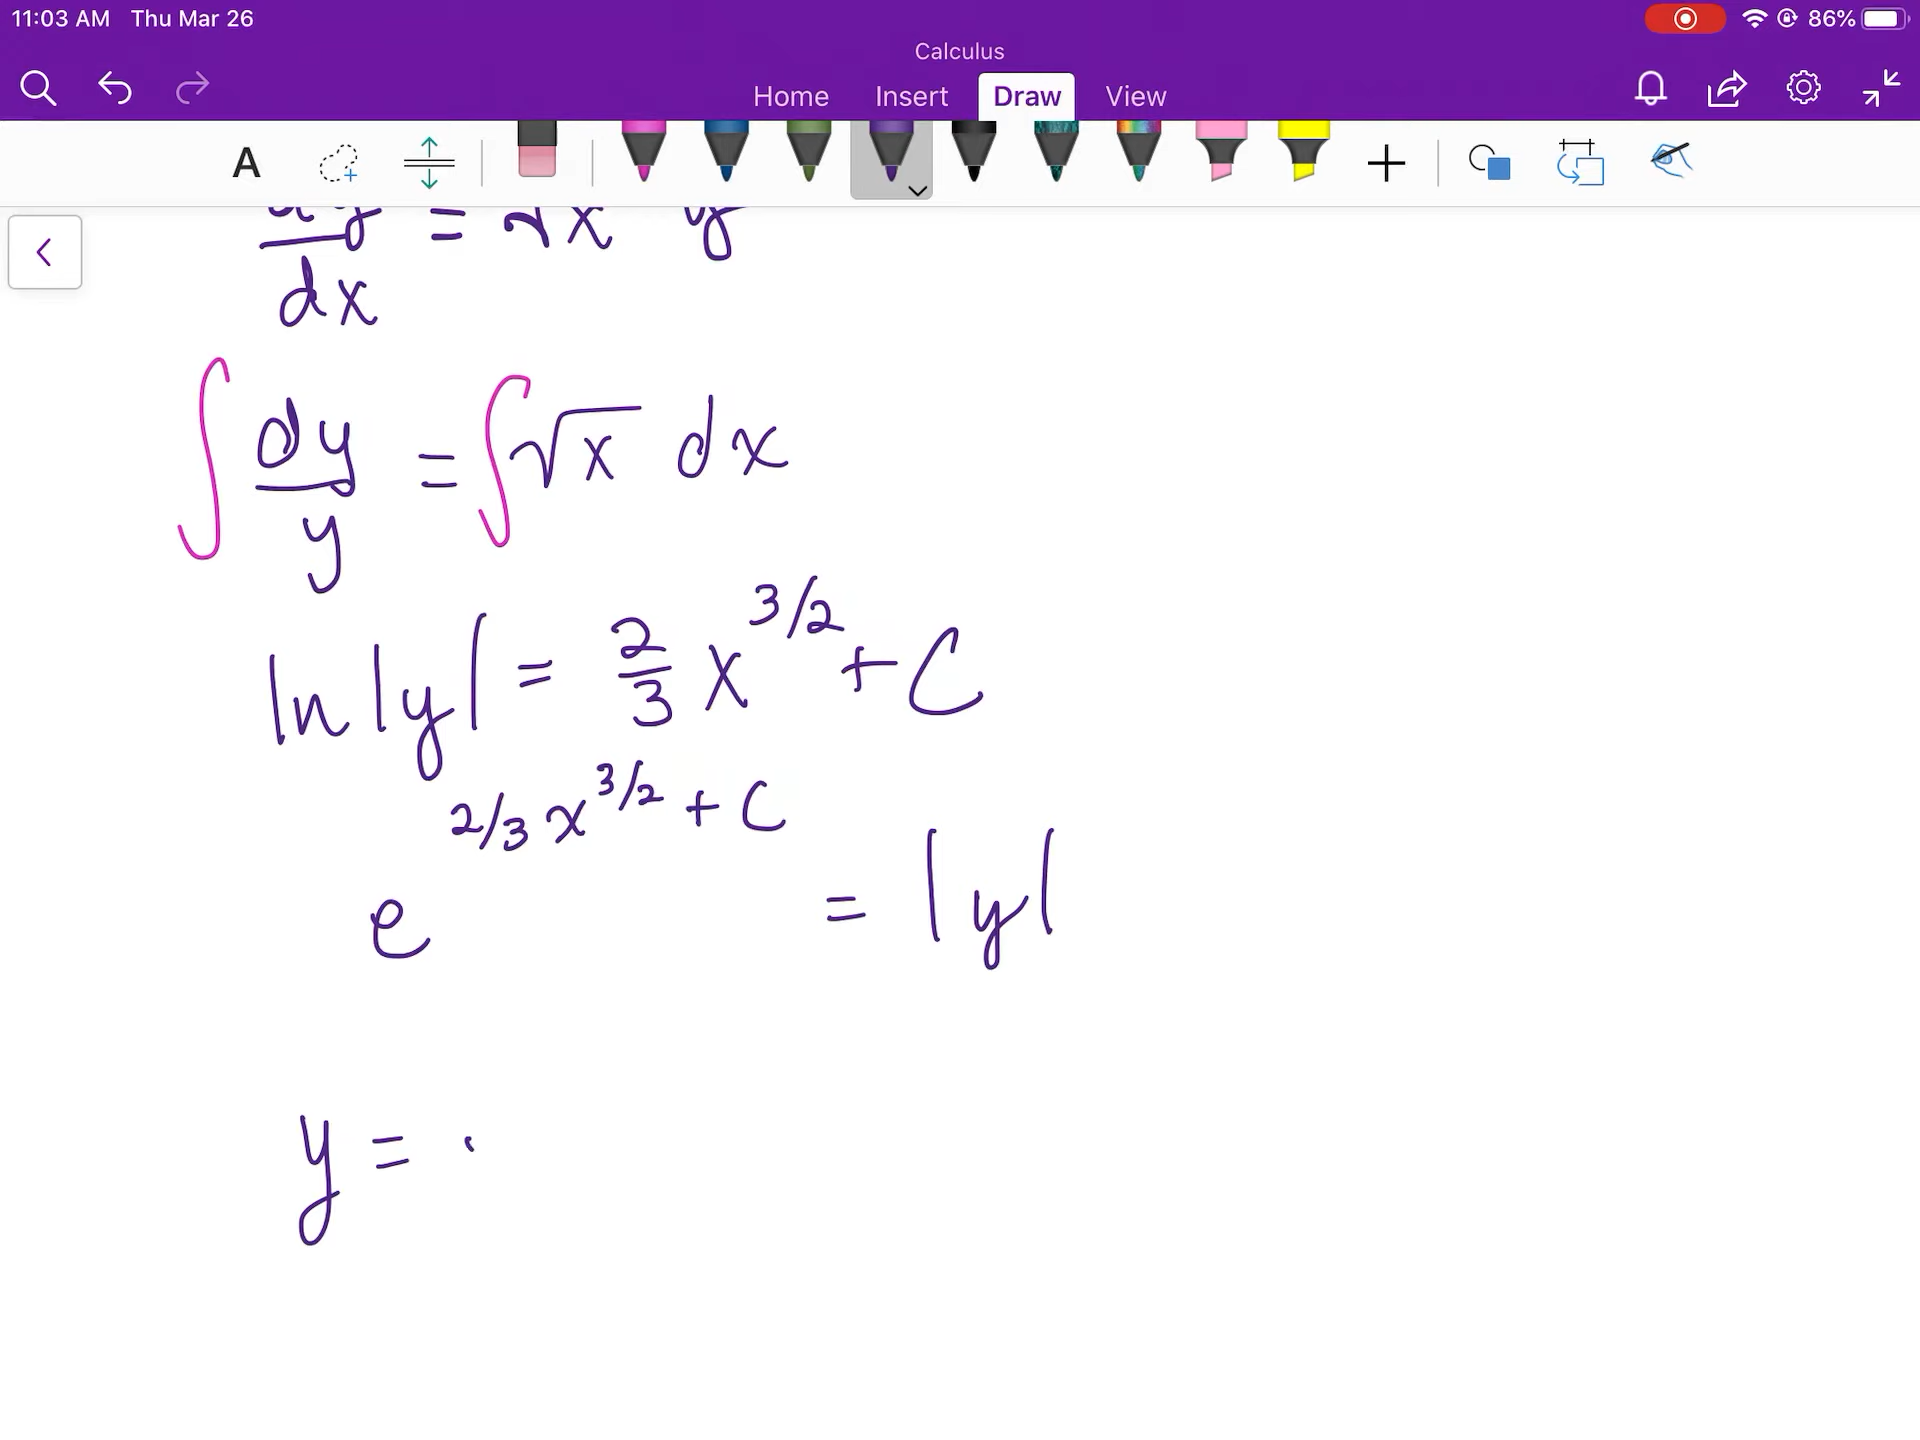 11:03 AM Thu Mar 26
86%
Calculus
Home Insert Draw View
A
dy/dx = √x y
∫ dy/y = ∫ √x dx
ln |y| = 2/3 x^3/2 + C
e^2/3 x^3/2 + C = |y|
y =